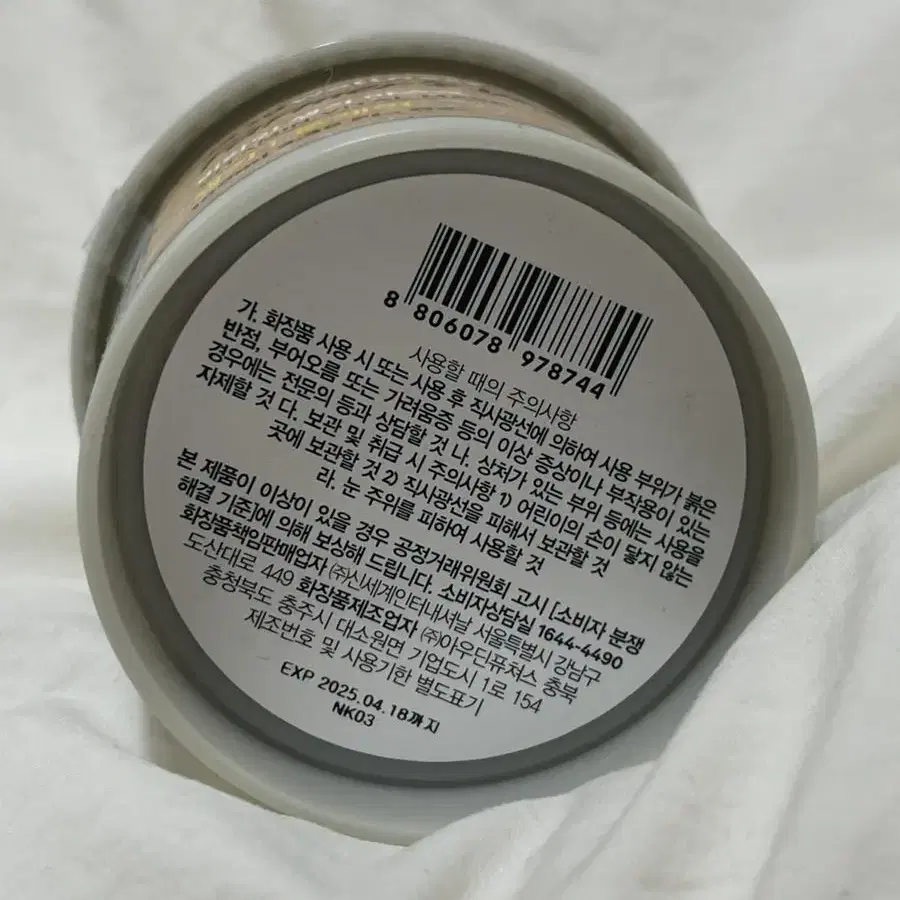 8 806078 978744
사용할 때의 주의사항
가. 화장품 사용 시 또는 사용 후 직사광선에 의하여 사용 부위가 붉은
반점, 부어오름 또는 가려움증 등의 이상 증상이나 부작용이 있는
경우에는 전문의 등과 상담할 것 나. 상처가 있는 부위 등에는 사용을
자제할 것 다. 보관 및 취급 시 주의사항 1) 어린이의 손이 닿지 않는
곳에 보관할 것 2) 직사광선을 피해서 보관할 것
라. 눈 주위를 피하여 사용할 것
본 제품이 이상이 있을 경우 공정거래위원회 고시 [소비자 분쟁
해결 기준]에 의해 보상해 드립니다. 소비자상담실 1644-4490
화장품책임판매업자 (주)신세계인터내셔날 서울특별시 강남구
도산대로 449 화장품제조업자 (주)아우딘퓨쳐스 충북
충청북도 충주시 대소원면 기업도시 1로 154
제조번호 및 사용기한 별도표기
EXP 2025.04.18까지
NK03